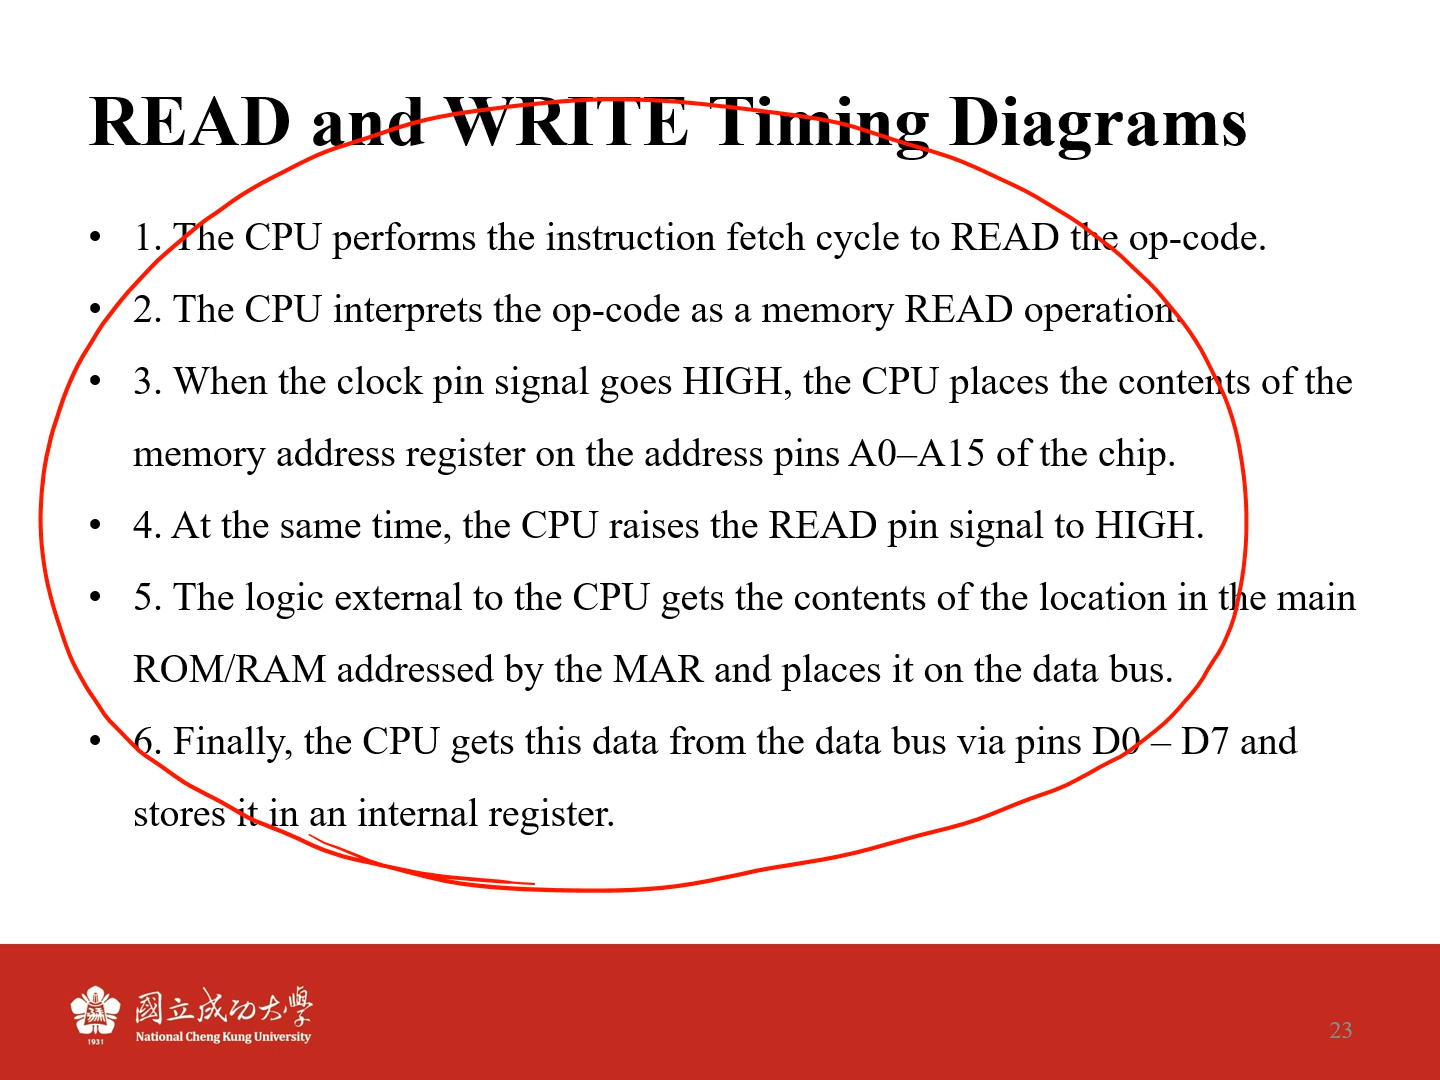 READ and WRITE Timing Diagrams
• 1. The CPU performs the instruction fetch cycle to READ the op-code.
• 2. The CPU interprets the op-code as a memory READ operation.
• 3. When the clock pin signal goes HIGH, the CPU places the contents of the
memory address register on the address pins A0–A15 of the chip.
• 4. At the same time, the CPU raises the READ pin signal to HIGH.
• 5. The logic external to the CPU gets the contents of the location in the main
ROM/RAM addressed by the MAR and places it on the data bus.
• 6. Finally, the CPU gets this data from the data bus via pins D0 – D7 and
stores it in an internal register.
國立成功大學
National Cheng Kung University
1931
23